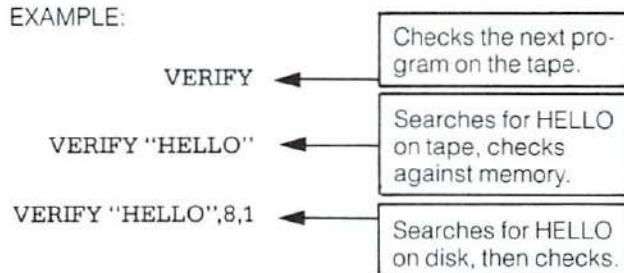 EXAMPLE:
VERIFY
Checks the next pro-
gram on the tape.
VERIFY "HELLO"
Searches for HELLO
on tape, checks
against memory.
VERIFY "HELLO",8,1
Searches for HELLO
on disk, then checks.